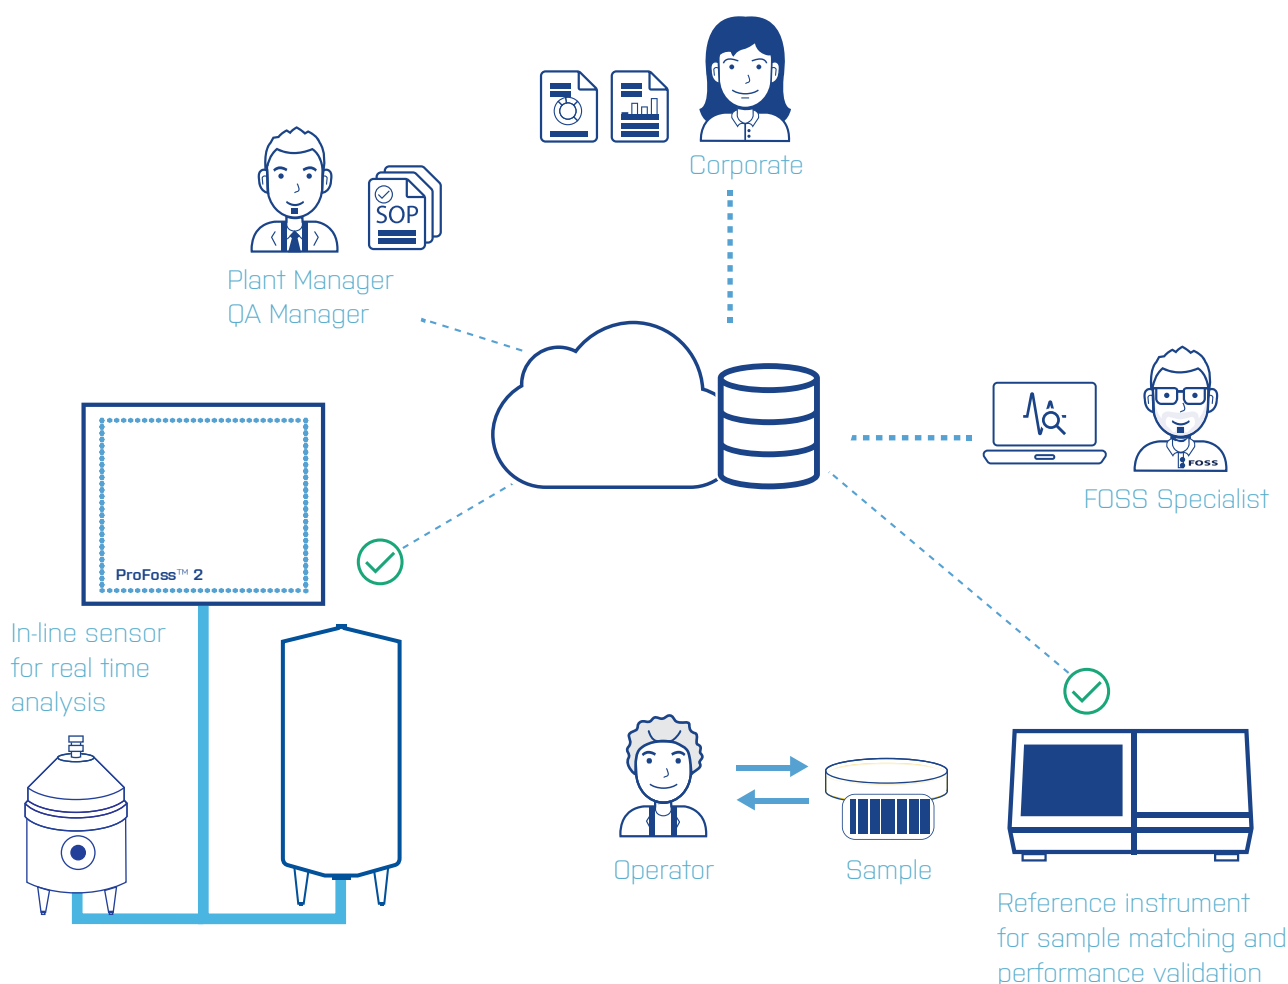 Corporate
SOP
Plant Manager
QA Manager
FOSS
FOSS Specialist
ProFoss™ 2
In-line sensor
for real time
analysis
Operator
Sample
Reference instrument
for sample matching and
performance validation